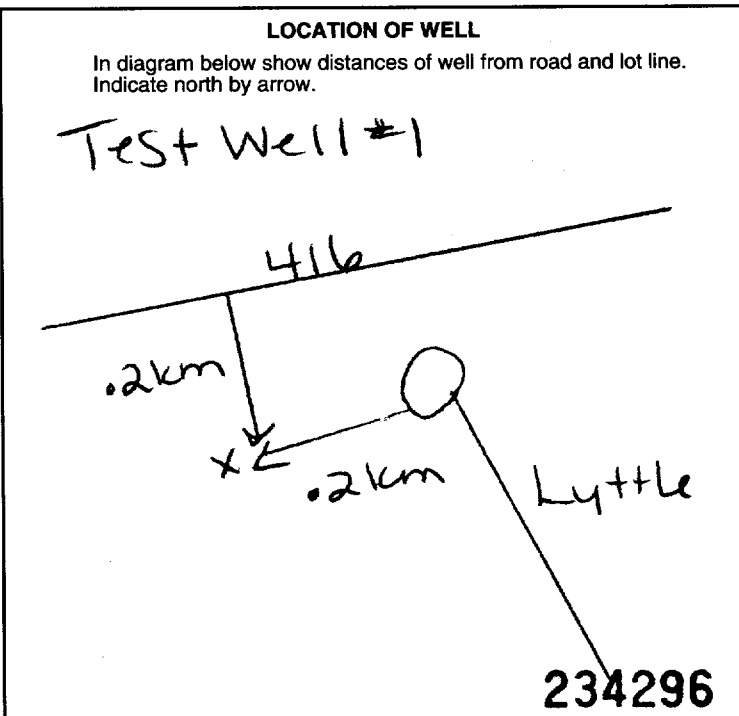 LOCATION OF WELL
In diagram below show distances of well from road and lot line.
Indicate north by arrow.
Test Well #1
416
.2km
x
.2km
Lyttle
234296